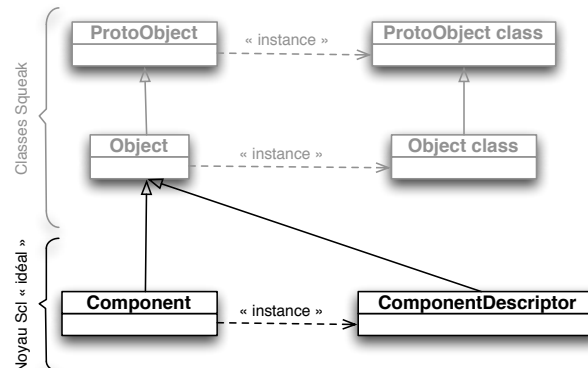 ProtoObject
« instance »
ProtoObject class
Classes Squeak
Object
« instance »
Object class
Noyau Scl « idéal »
Component
« instance »
ComponentDescriptor